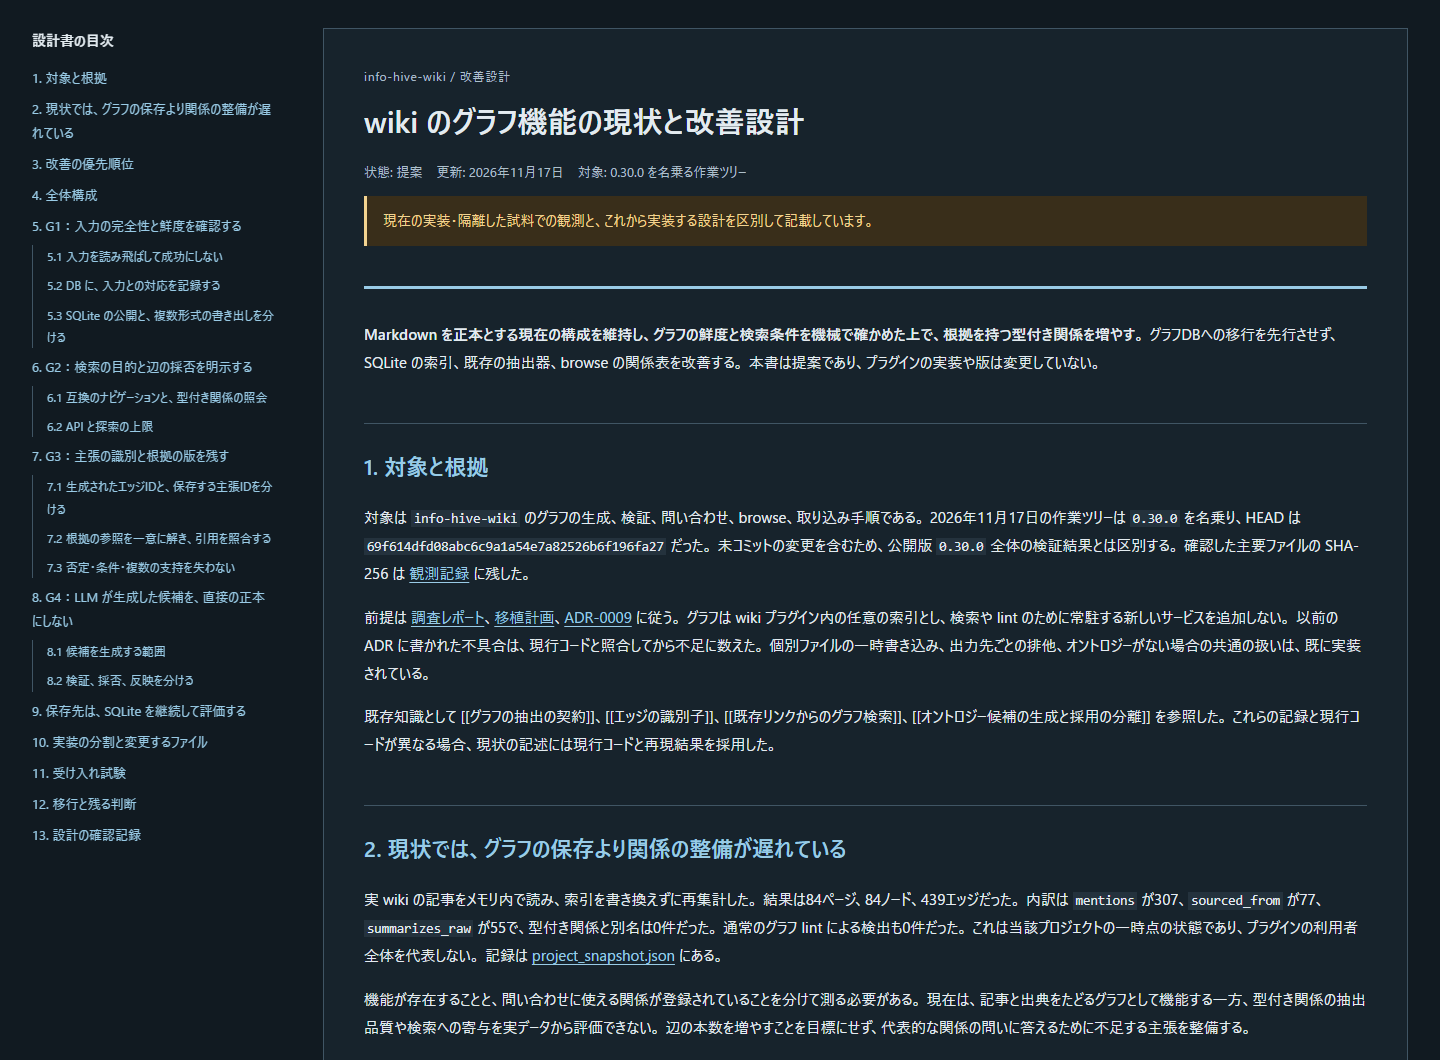 設計書の目次
1. 対象と根拠
2. 現状では、グラフの保存より関係の整備が遅
れている
3. 改善の優先順位
4. 全体構成
5. G1：入力の完全性と鮮度を確認する
5.1 入力を読み飛ばして成功にしない
5.2 DB に、入力との対応を記録する
5.3 SQLite の公開と、複数形式の書き出しを分
ける
6. G2：検索の目的と辺の採否を明示する
6.1 互換のナビゲーションと、型付き関係の照会
6.2 API と探索の上限
7. G3：主張の識別と根拠の版を残す
7.1 生成されたエッジIDと、保存する主張IDを分
ける
7.2 根拠の参照を一意に解き、引用を照合する
7.3 否定・条件・複数の支持を失わない
8. G4：LLM が生成した候補を、直接の正本
にしない
8.1 候補を生成する範囲
8.2 検証、採否、反映を分ける
9. 保存先は、SQLite を継続して評価する
10. 実装の分割と変更するファイル
11. 受け入れ試験
12. 移行と残る判断
13. 設計の確認記録
info-hive-wiki / 改善設計
wiki のグラフ機能の現状と改善設計
状態: 提案 更新: 2026年11月17日 対象: 0.30.0 を名乗る作業ツリー
現在の実装・隔離した試料での観測と、これから実装する設計を区別して記載しています。
Markdown を正本とする現在の構成を維持し、グラフの鮮度と検索条件を機械で確かめた上で、根拠を持つ型付き関係を増やす。グラフDBへの移行を先行させず、
SQLite の索引、既存の抽出器、browse の関係表を改善する。本書は提案であり、プラグインの実装や版は変更していない。
1. 対象と根拠
対象は info-hive-wiki のグラフの生成、検証、問い合わせ、browse、取り込み手順である。2026年11月17日の作業ツリーは 0.30.0 を名乗り、HEAD は
69f614dfd08abc6c9a1a54e7a82526b6f196fa27 だった。未コミットの変更を含むため、公開版 0.30.0 全体の検証結果とは区別する。確認した主要ファイルの SHA-
256 は 観測記録 に残した。
前提は 調査レポート、移植計画、ADR-0009 に従う。グラフは wiki プラグイン内の任意の索引とし、検索や lint のために常駐する新しいサービスを追加しない。以前の
ADR に書かれた不具合は、現行コードと照合してから不足に数えた。個別ファイルの一時書き込み、出力先ごとの排他、オントロジーがない場合の共通の扱いは、既に実装
されている。
既存知識として [[グラフの抽出の契約]]、[[エッジの識別子]]、[[既存リンクからのグラフ検索]]、[[オントロジー候補の生成と採用の分離]] を参照した。これらの記録と現行コ
ードが異なる場合、現状の記述には現行コードと再現結果を採用した。
2. 現状では、グラフの保存より関係の整備が遅れている
実 wiki の記事をメモリ内で読み、索引を書き換えずに再集計した。結果は84ページ、84ノード、439エッジだった。内訳は mentions が307、sourced_from が77、
summarizes_raw が55で、型付き関係と別名は0件だった。通常のグラフ lint による検出も0件だった。これは当該プロジェクトの一時点の状態であり、プラグインの利用者
全体を代表しない。記録は project_snapshot.json にある。
機能が存在することと、問い合わせに使える関係が登録されていることを分けて測る必要がある。現在は、記事と出典をたどるグラフとして機能する一方、型付き関係の抽出
品質や検索への寄与を実データから評価できない。辺の本数を増やすことを目標にせず、代表的な関係の問いに答えるために不足する主張を整備する。